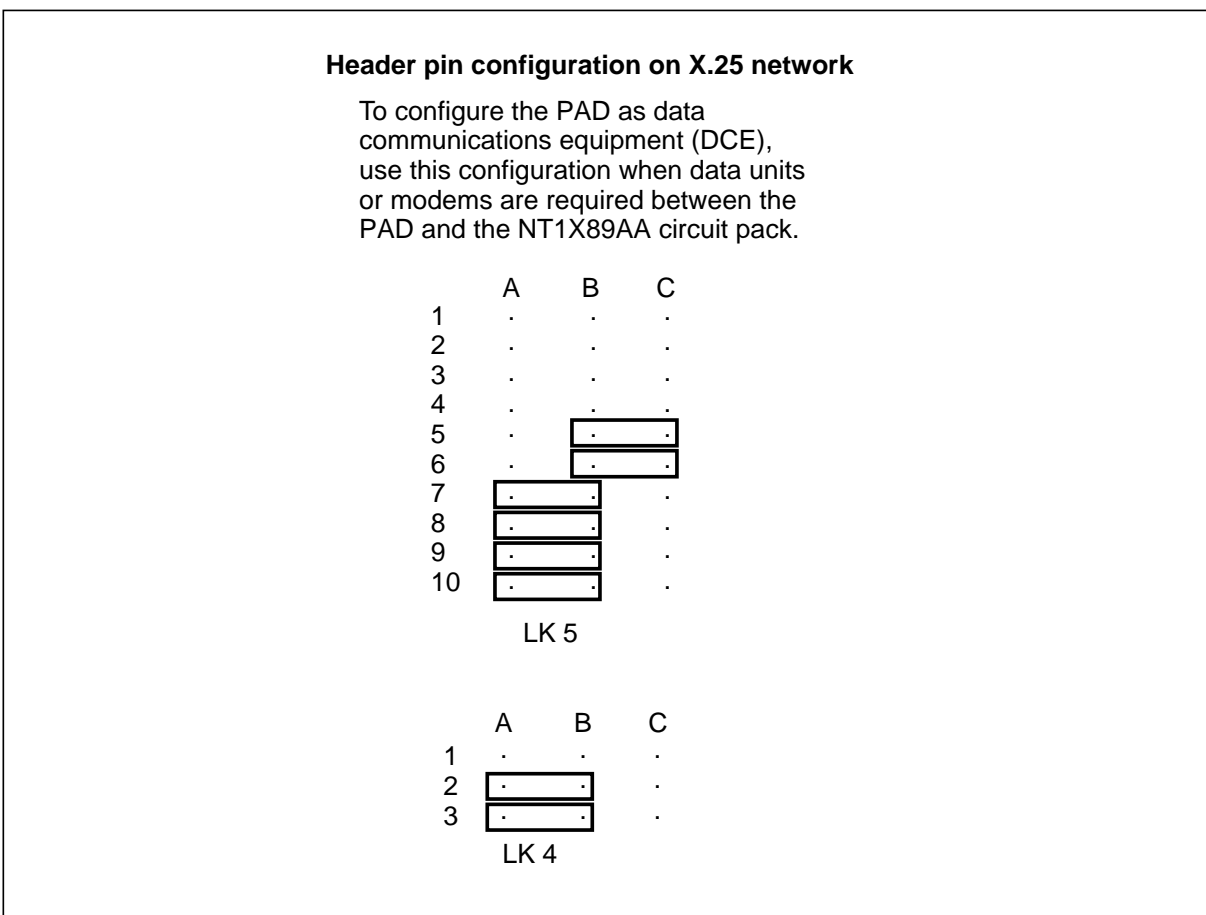 Header pin configuration on X.25 network
To configure the PAD as data
communications equipment (DCE),
use this configuration when data units
or modems are required between the
PAD and the NT1X89AA circuit pack.
A B C
1 . . .
2 . . .
3 . . .
4 . . .
5 . . .
6 . . .
7 . . .
8 . . .
9 . . .
10 . . .
LK 5
A B C
1 . . .
2 . . .
3 . . .
LK 4